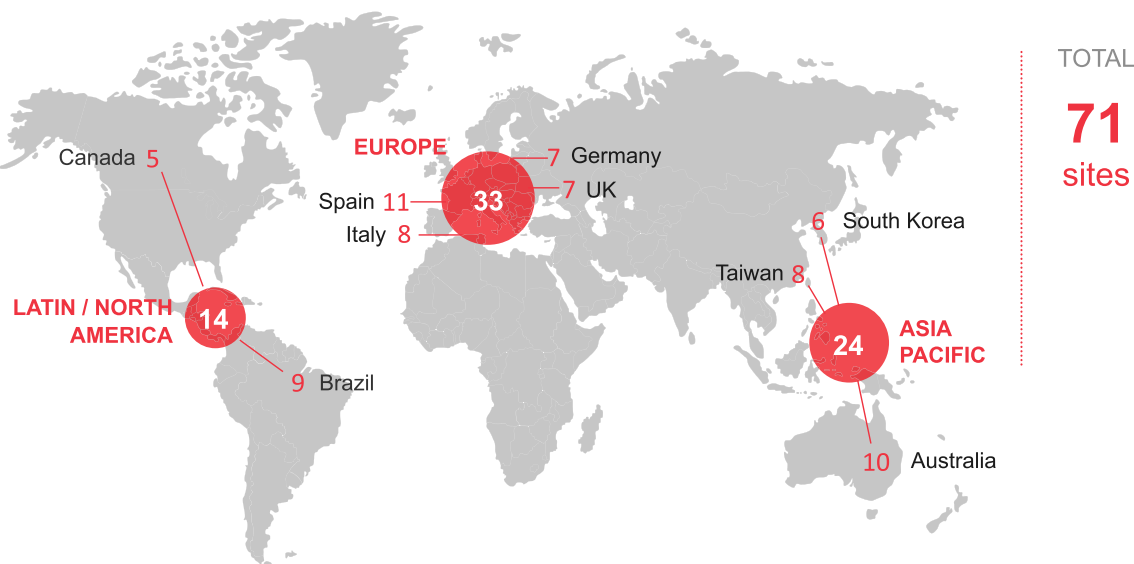 TOTAL
71
sites
EUROPE
33
7 Germany
7 UK
Spain 11
Italy 8
Canada 5
LATIN / NORTH
AMERICA
14
9 Brazil
6 South Korea
Taiwan 8
24
ASIA
PACIFIC
10 Australia